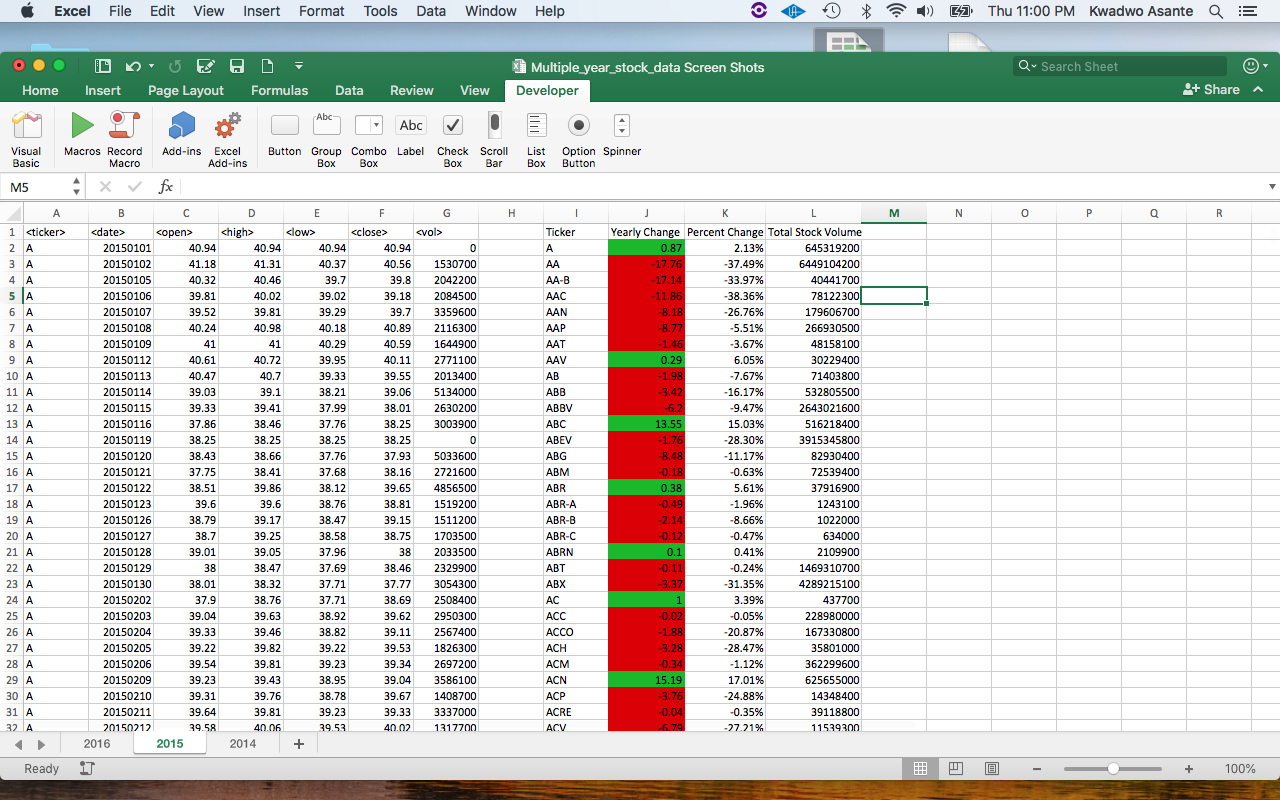 Excel File Edit View Insert Format Tools Data Window Help Thu 11:00 PM Kwadwo Asante
Multiple_year_stock_data Screen Shots Search Sheet
Home Insert Page Layout Formulas Data Review View Developer Share
Visual Basic Macros Record Macro Add-ins Excel Add-ins Button Abc Group Box Combo Box Abc Label Check Box Scroll Bar List Box Option Button Spinner
M5 fx
A B C D E F G H I J K L M N O P Q R
1 <ticker> <date> <open> <high> <low> <close> <vol> Ticker Yearly Change Percent Change Total Stock Volume
2 A 20150101 40.94 40.94 40.94 40.94 0 A 0.87 2.13% 645319200
3 A 20150102 41.18 41.31 40.37 40.56 1530700 AA -17.76 -37.49% 6449104200
4 A 20150105 40.32 40.46 39.7 39.8 2042200 AA-B -17.14 -33.97% 40441700
5 A 20150106 39.81 40.02 39.02 39.18 2084500 AAC -11.86 -38.36% 78122300
6 A 20150107 39.52 39.81 39.29 39.7 3359600 AAN -8.18 -26.76% 179606700
7 A 20150108 40.24 40.98 40.18 40.89 2116300 AAP -8.77 -5.51% 266930500
8 A 20150109 41 41 40.29 40.59 1644900 AAT -1.46 -3.67% 48158100
9 A 20150112 40.61 40.72 39.95 40.11 2771100 AAV 0.29 6.05% 30229400
10 A 20150113 40.47 40.7 39.33 39.55 2013400 AB -1.98 -7.67% 71403800
11 A 20150114 39.03 39.1 38.21 39.06 5134000 ABB -3.42 -16.17% 532805500
12 A 20150115 39.33 39.41 37.99 38.01 2630200 ABBV -6.2 -9.47% 2643021600
13 A 20150116 37.86 38.46 37.76 38.25 3003900 ABC 13.55 15.03% 516218400
14 A 20150119 38.25 38.25 38.25 38.25 0 ABEV -1.76 -28.30% 3915345800
15 A 20150120 38.43 38.66 37.76 37.93 5033600 ABG -8.48 -11.17% 82930400
16 A 20150121 37.75 38.41 37.68 38.16 2721600 ABM -0.18 -0.63% 72539400
17 A 20150122 38.51 39.86 38.12 39.65 4856500 ABR 0.38 5.61% 37916900
18 A 20150123 39.6 39.6 38.76 38.81 1519200 ABR-A -0.49 -1.96% 1243100
19 A 20150126 38.79 39.17 38.47 39.15 1511200 ABR-B -2.14 -8.66% 1022000
20 A 20150127 38.7 39.25 38.58 38.75 1703500 ABR-C -0.12 -0.47% 634000
21 A 20150128 39.01 39.05 37.96 38 2033500 ABRN 0.1 0.41% 2109900
22 A 20150129 38 38.47 37.69 38.46 2329900 ABT -0.11 -0.24% 1469310700
23 A 20150130 38.01 38.32 37.71 37.77 3054300 ABX -3.37 -31.35% 4289215100
24 A 20150202 37.9 38.76 37.71 38.69 2508400 AC 1 3.39% 437700
25 A 20150203 39.04 39.63 38.92 39.62 2950300 ACC -0.02 -0.05% 228980000
26 A 20150204 39.33 39.46 38.82 39.11 2567400 ACCO -1.88 -20.87% 167330800
27 A 20150205 39.22 39.82 39.22 39.53 1826300 ACH -3.28 -28.47% 35801000
28 A 20150206 39.54 39.81 39.23 39.34 2697200 ACM -0.34 -1.12% 362299600
29 A 20150209 39.23 39.43 38.95 39.04 3586100 ACN 15.19 17.01% 625655000
30 A 20150210 39.31 39.76 38.78 39.67 1408700 ACP -3.76 -24.88% 14348400
31 A 20150211 39.64 39.81 39.23 39.33 3337000 ACRE -0.04 -0.35% 39118800
32 A 20150212 39.58 40.06 39.53 40.02 1317700 ACV -6.79 -27.21% 11539300
2016 2015 2014
Ready 100%